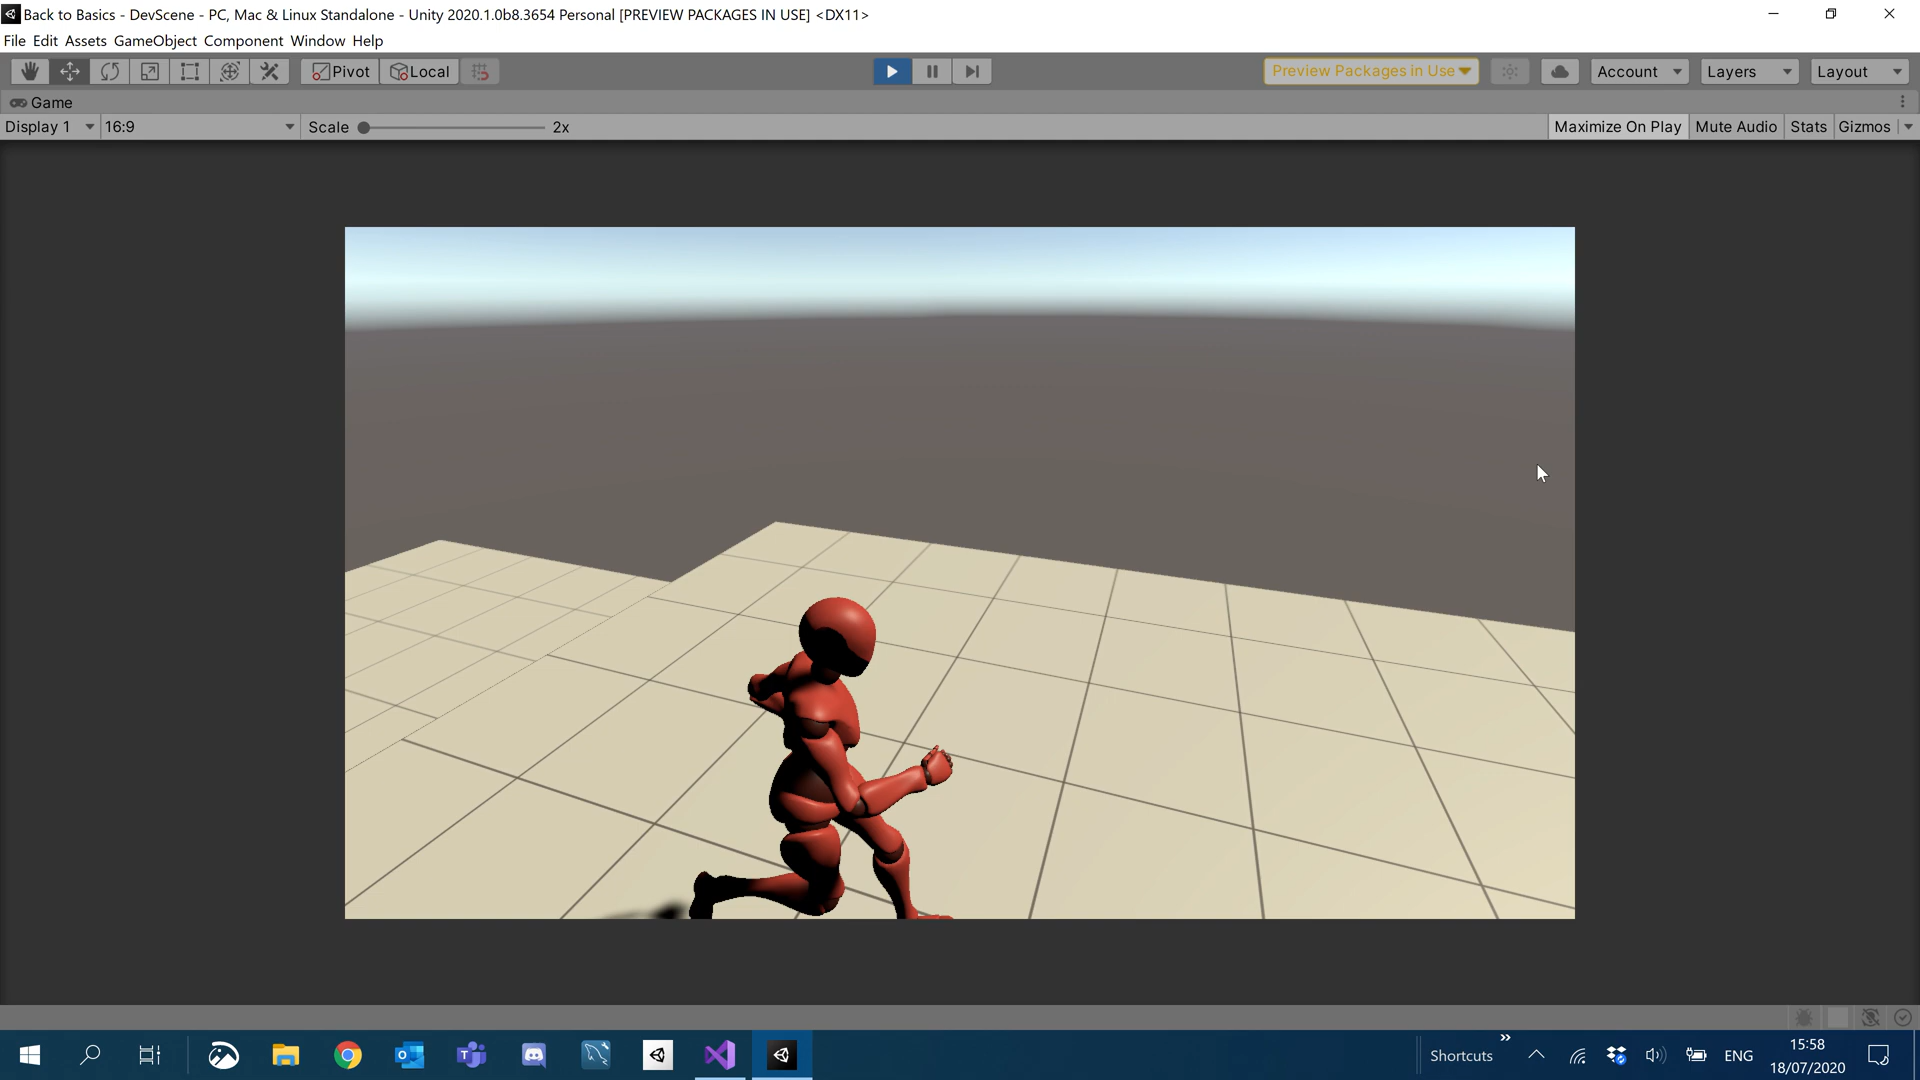 Back to Basics - DevScene - PC, Mac & Linux Standalone - Unity 2020.1.0b8.3654 Personal [PREVIEW PACKAGES IN USE] <DX11>
File Edit Assets GameObject Component Window Help
Pivot Local Preview Packages in Use Account Layers Layout
Game
Display 1 16:9 Scale 2x Maximize On Play Mute Audio Stats Gizmos
Shortcuts ENG 15:58
18/07/2020